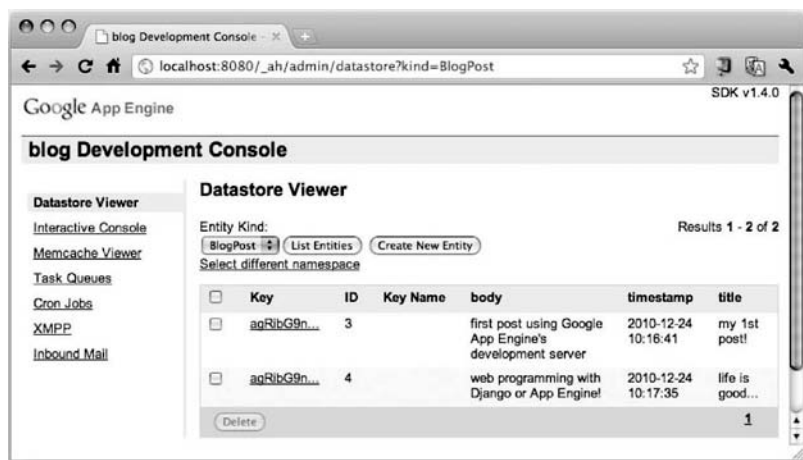 blog Development Console - ×
localhost:8080/_ah/admin/datastore?kind=BlogPost
SDK v1.4.0
Google App Engine
blog Development Console
Datastore Viewer
Interactive Console
Memcache Viewer
Task Queues
Cron Jobs
XMPP
Inbound Mail
Datastore Viewer
Entity Kind:
Results 1 - 2 of 2
BlogPost List Entities Create New Entity
Select different namespace
Key ID Key Name body timestamp title
agRibG9n... 3 first post using Google 2010-12-24 my 1st
App Engine's 10:16:41 post!
development server
agRibG9n... 4 web programming with 2010-12-24 life is
Django or App Engine! 10:17:35 good...
Delete 1